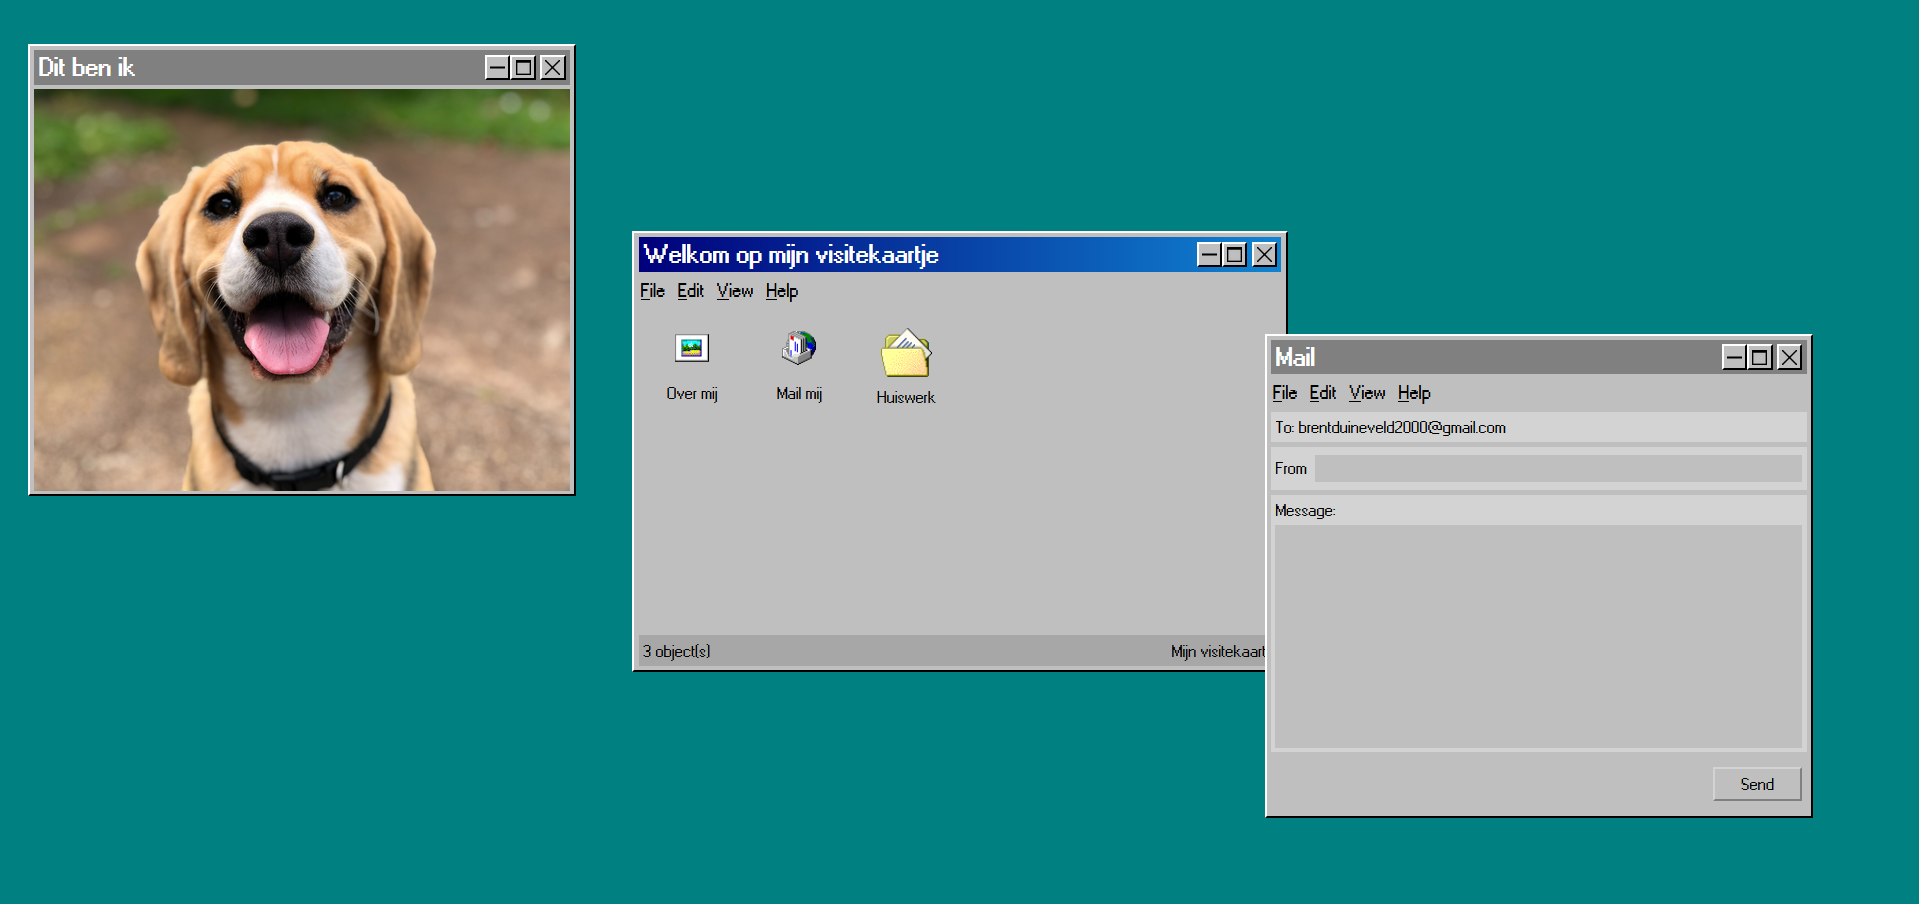 Dit ben ik
Welkom op mijn visitekaartje
File Edit View Help
Over mij
Mail mij
Huiswerk
3 object(s)
Mijn visitekaart
Mail
File Edit View Help
To: brentduineveld2000@gmail.com
From
Message:
Send